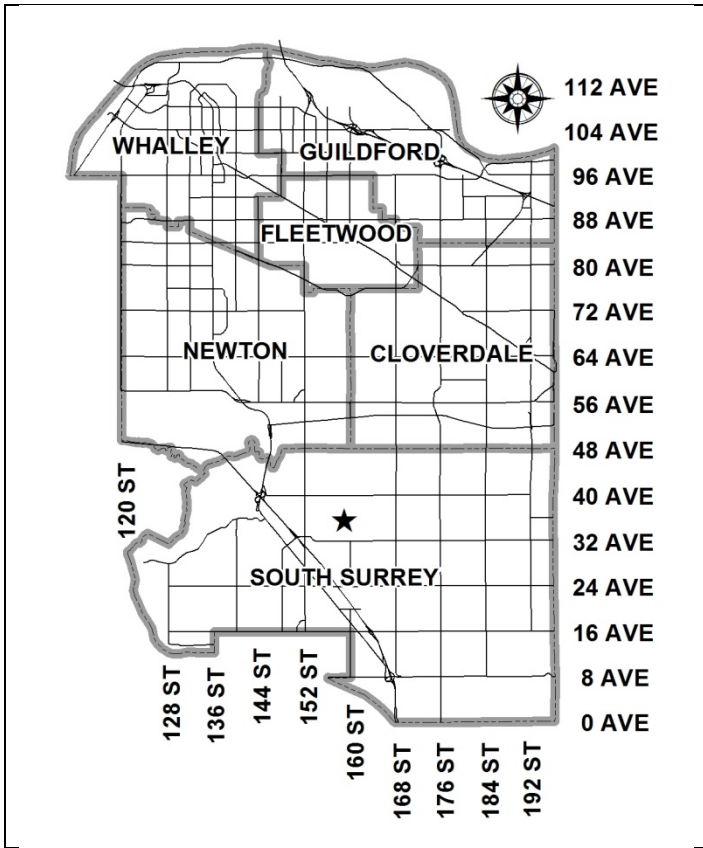 112 AVE
104 AVE
WHALLEY
GUILDFORD
96 AVE
88 AVE
FLEETWOOD
80 AVE
72 AVE
NEWTON
CLOVERDALE
64 AVE
56 AVE
48 AVE
120 ST
40 AVE
32 AVE
SOUTH SURREY
24 AVE
16 AVE
128 ST
136 ST
144 ST
152 ST
8 AVE
160 ST
0 AVE
168 ST
176 ST
184 ST
192 ST